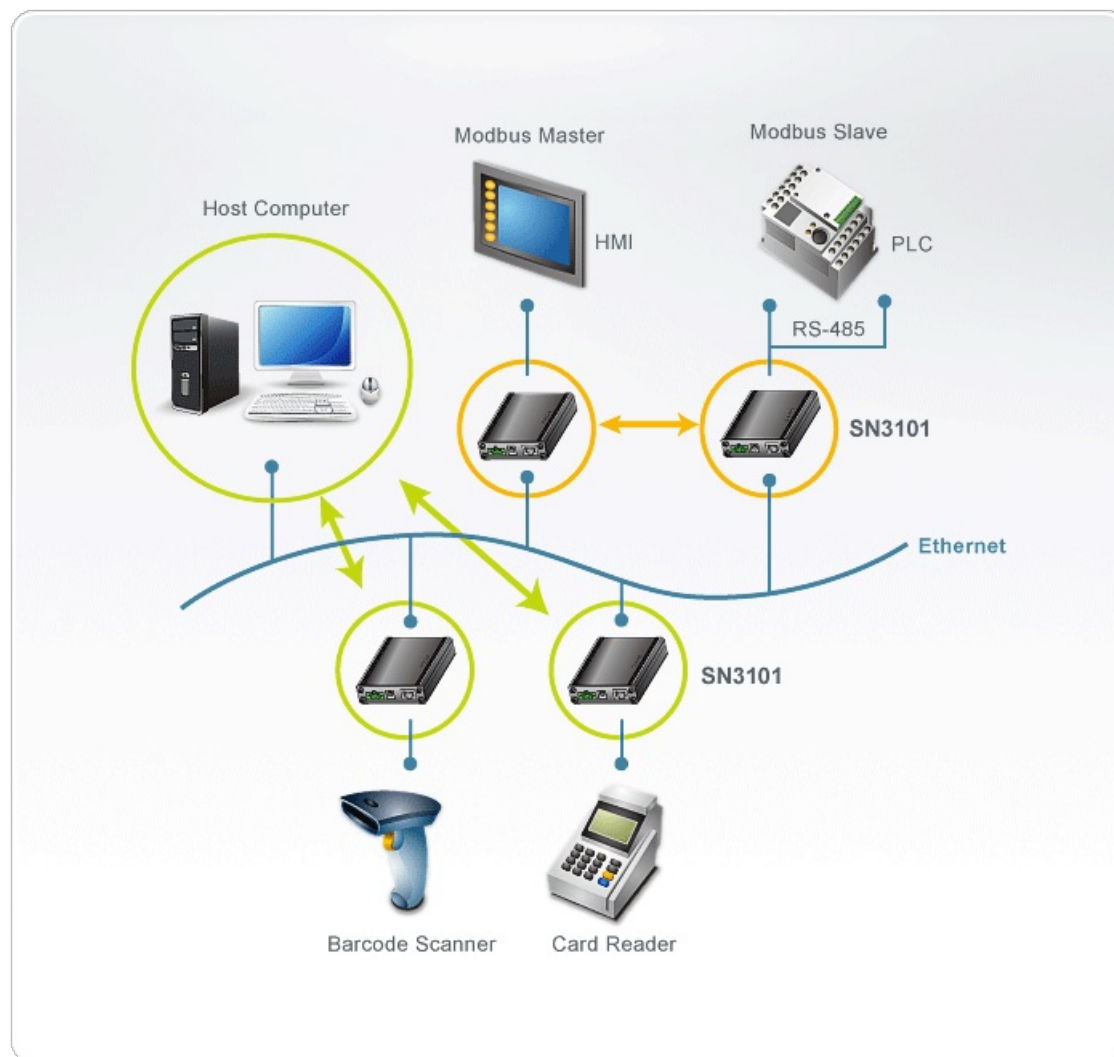 Modbus Master
Modbus Slave
Host Computer
HMI
PLC
RS-485
SN3101
Ethernet
SN3101
Barcode Scanner
Card Reader